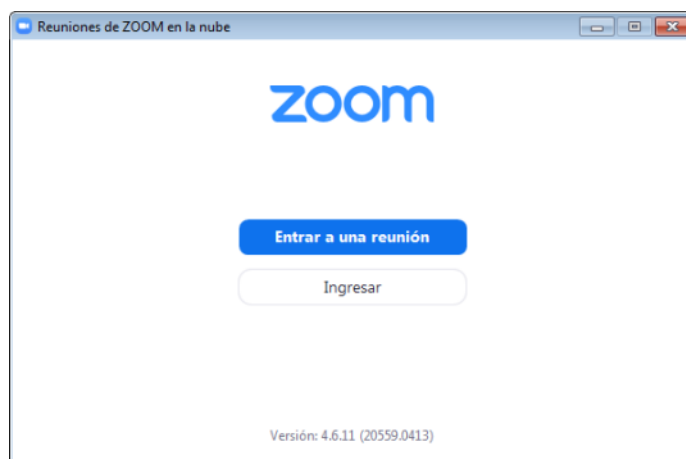 Reuniones de ZOOM en la nube
zoom
Entrar a una reunión
Ingresar
Versión: 4.6.11 (20559.0413)